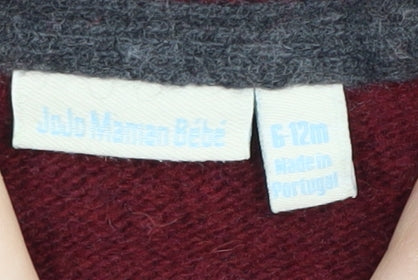 JoJo Maman Bébé
6-12m
Made in
Portugal